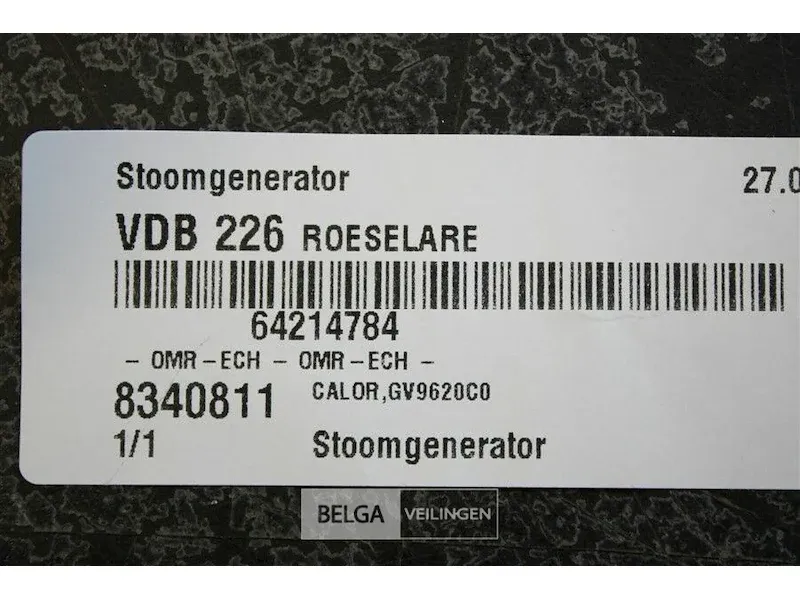 Stoomgenerator 27.0
VDB 226 ROESELARE
64214784
- OMR-ECH - OMR-ECH -
8340811 CALOR,GV9620C0
1/1 Stoomgenerator
BELGA VEILINGEN